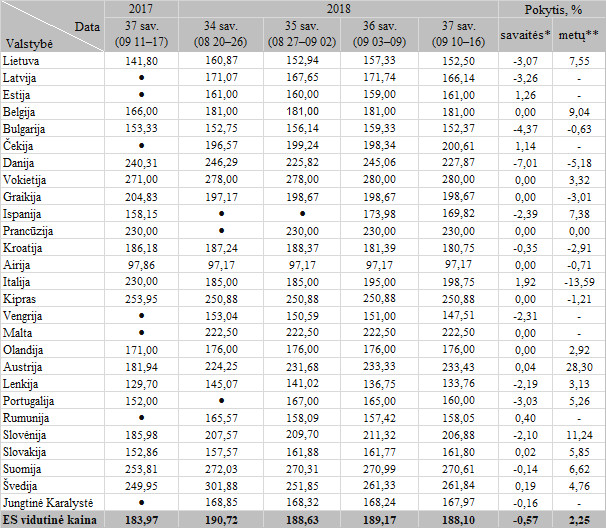 Data
Valstybė
2017
2018
Pokytis, %
37 sav. (09 11–17)
34 sav. (08 20–26)
35 sav. (08 27–09 02)
36 sav. (09 03–09)
37 sav. (09 10–16)
savaitės*
metų**
Lietuva 141,80 160,87 152,94 157,33 152,50 -3,07 7,55
Latvija ● 171,07 167,65 171,74 166,14 -3,26 -
Estija ● 161,00 160,00 159,00 161,00 1,26 -
Belgija 166,00 181,00 181,00 181,00 181,00 0,00 9,04
Bulgarija 153,33 152,75 156,14 159,33 152,37 -4,37 -0,63
Čekija ● 196,57 199,24 198,34 200,61 1,14 -
Danija 240,31 246,29 225,82 245,06 227,87 -7,01 -5,18
Vokietija 271,00 278,00 278,00 280,00 280,00 0,00 3,32
Graikija 204,83 197,17 198,67 198,67 198,67 0,00 -3,01
Ispanija 158,15 ● ● 173,98 169,82 -2,39 7,38
Prancūzija 230,00 ● 230,00 230,00 230,00 0,00 0,00
Kroatija 186,18 187,24 188,37 181,39 180,75 -0,35 -2,91
Airija 97,86 97,17 97,17 97,17 97,17 0,00 -0,71
Italija 230,00 185,00 185,00 195,00 198,75 1,92 -13,59
Kipras 253,95 250,88 250,88 250,88 250,88 0,00 -1,21
Vengrija ● 153,04 150,59 151,00 147,51 -2,31 -
Malta ● 222,50 222,50 222,50 222,50 0,00 -
Olandija 171,00 176,00 176,00 176,00 176,00 0,00 2,92
Austrija 181,94 224,25 231,68 233,33 233,43 0,04 28,30
Lenkija 129,70 145,07 141,02 136,75 133,76 -2,19 3,13
Portugalija 152,00 ● 167,00 165,00 160,00 -3,03 5,26
Rumunija ● 165,57 158,09 157,42 158,05 0,40 -
Slovėnija 185,98 207,57 209,70 211,32 206,88 -2,10 11,24
Slovakija 152,86 157,57 161,88 161,77 161,80 0,02 5,85
Suomija 253,81 272,03 270,31 270,99 270,61 -0,14 6,62
Švedija 249,95 301,88 251,85 261,34 261,84 0,19 4,76
Jungtinė Karalystė ● 168,85 168,32 168,24 167,97 -0,16 -
ES vidutinė kaina 183,97 190,72 188,63 189,17 188,10 -0,57 2,25